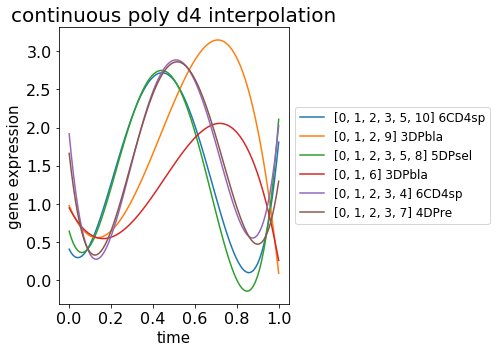 continuous poly d4 interpolation
gene expression
3.0
2.5
2.0
1.5
1.0
0.5
0.0
0.0 0.2 0.4 0.6 0.8 1.0
time
[0, 1, 2, 3, 5, 10] 6CD4sp
[0, 1, 2, 9] 3DPbla
[0, 1, 2, 3, 5, 8] 5DPsel
[0, 1, 6] 3DPbla
[0, 1, 2, 3, 4] 6CD4sp
[0, 1, 2, 3, 7] 4DPre